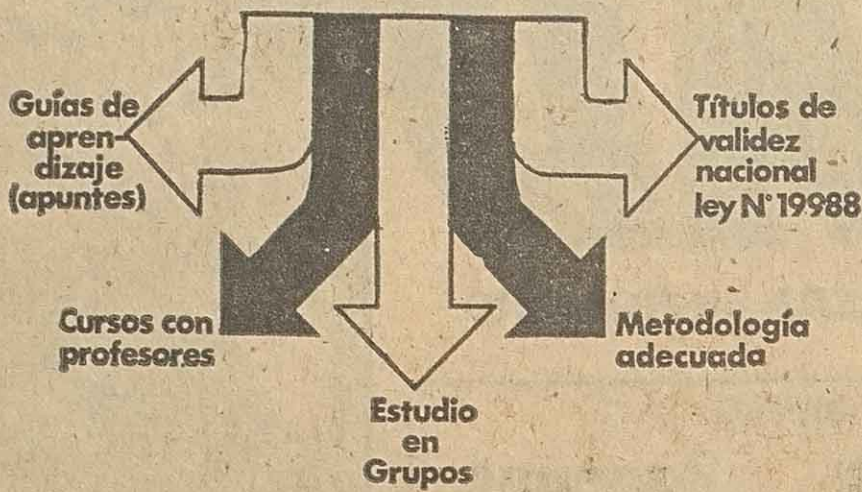 Guías de
apren-
dizaje
(apuntes)
Títulos de
validez
nacional
ley N° 19988
Cursos con
profesores
Metodología
adecuada
Estudio
en
Grupos